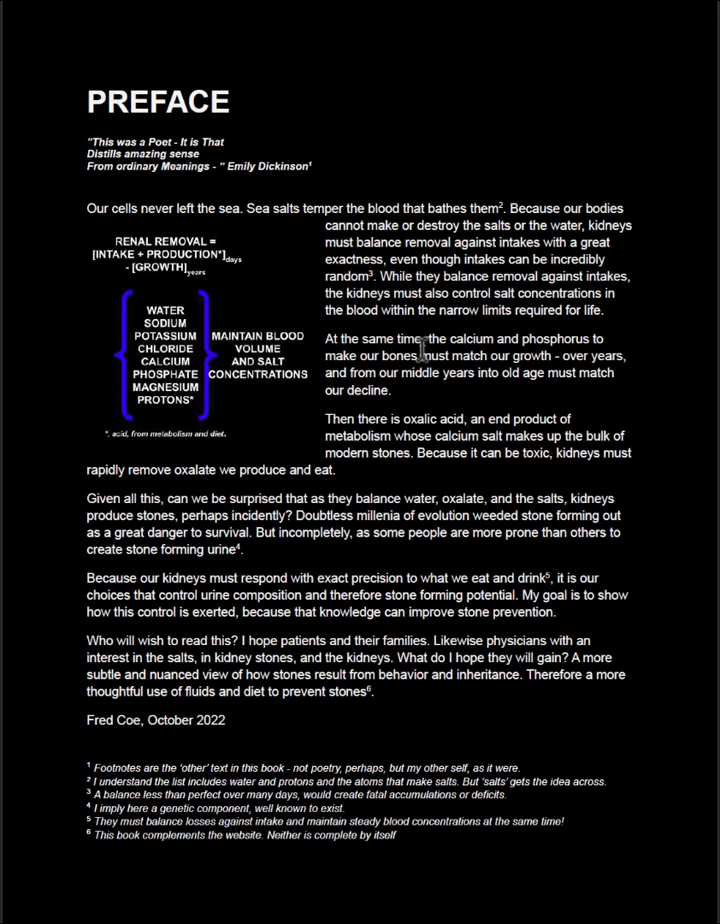 PREFACE
"This was a Poet - It is That
Distills amazing sense
From ordinary Meanings - " Emily Dickinson¹
Our cells never left the sea. Sea salts temper the blood that bathes them². Because our bodies
cannot make or destroy the salts or the water, kidneys
must balance removal against intakes with a great
exactness, even though intakes can be incredibly
random³. While they balance removal against intakes,
the kidneys must also control salt concentrations in
the blood within the narrow limits required for life.
RENAL REMOVAL =
[INTAKE + PRODUCTION*]days
- [GROWTH]years
WATER
SODIUM
POTASSIUM
CHLORIDE
CALCIUM
PHOSPHATE
MAGNESIUM
PROTONS*
MAINTAIN BLOOD
VOLUME
AND SALT
CONCENTRATIONS
*. acid, from metabolism and diet.
At the same time the calcium and phosphorus to
make our bones must match our growth - over years,
and from our middle years into old age must match
our decline.
Then there is oxalic acid, an end product of
metabolism whose calcium salt makes up the bulk of
modern stones. Because it can be toxic, kidneys must
rapidly remove oxalate we produce and eat.
Given all this, can we be surprised that as they balance water, oxalate, and the salts, kidneys
produce stones, perhaps incidently? Doubtless millenia of evolution weeded stone forming out
as a great danger to survival. But incompletely, as some people are more prone than others to
create stone forming urine⁴.
Because our kidneys must respond with exact precision to what we eat and drink⁵, it is our
choices that control urine composition and therefore stone forming potential. My goal is to show
how this control is exerted, because that knowledge can improve stone prevention.
Who will wish to read this? I hope patients and their families. Likewise physicians with an
interest in the salts, in kidney stones, and the kidneys. What do I hope they will gain? A more
subtle and nuanced view of how stones result from behavior and inheritance. Therefore a more
thoughtful use of fluids and diet to prevent stones⁶.
Fred Coe, October 2022
¹ Footnotes are the 'other' text in this book - not poetry, perhaps, but my other self, as it were.
² I understand the list includes water and protons and the atoms that make salts. But 'salts' gets the idea across.
³ A balance less than perfect over many days, would create fatal accumulations or deficits.
⁴ I imply here a genetic component, well known to exist.
⁵ They must balance losses against intake and maintain steady blood concentrations at the same time!
⁶ This book complements the website. Neither is complete by itself